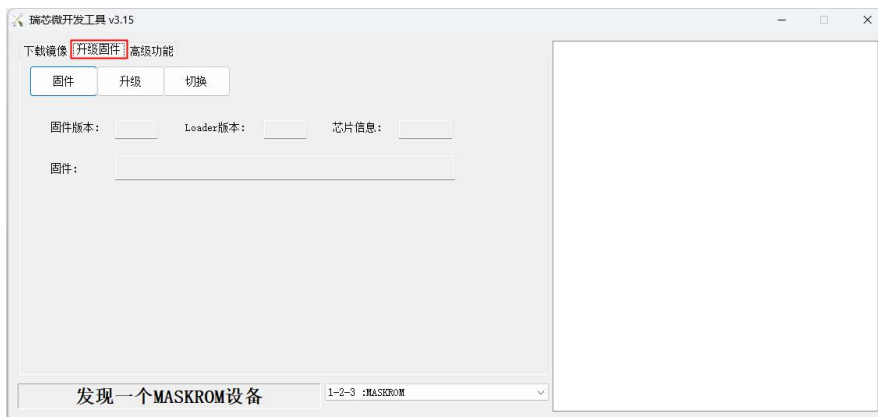 瑞芯微开发工具 v3.15
下载镜像 升级固件 高级功能
固件 升级 切换
固件版本： Loader版本： 芯片信息：
固件：
发现一个MASKROM设备 1-2-3 :MASKROM